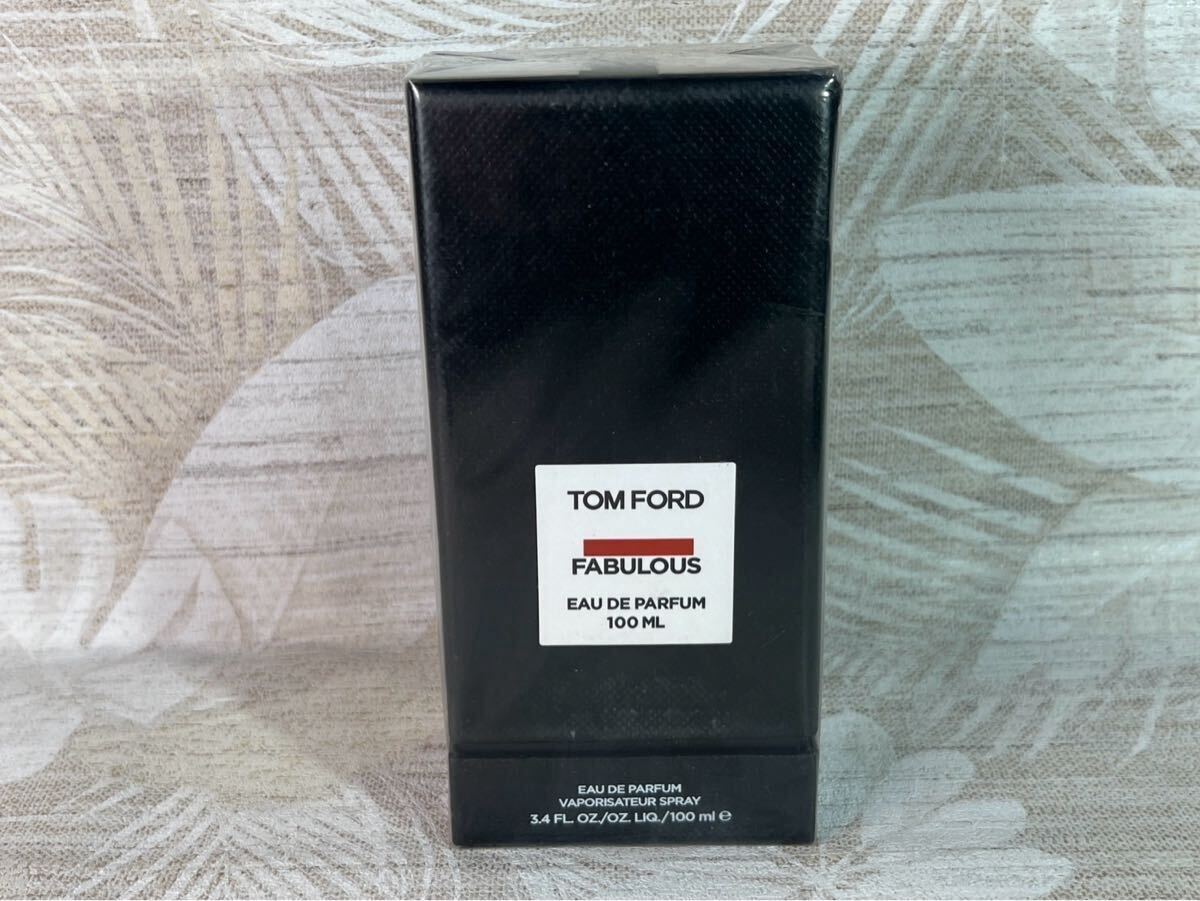 TOM FORD
FABULOUS
EAU DE PARFUM
100 ML
EAU DE PARFUM
VAPORISATEUR SPRAY
3.4 FL. OZ./OZ. LIQ./100 ml ℮